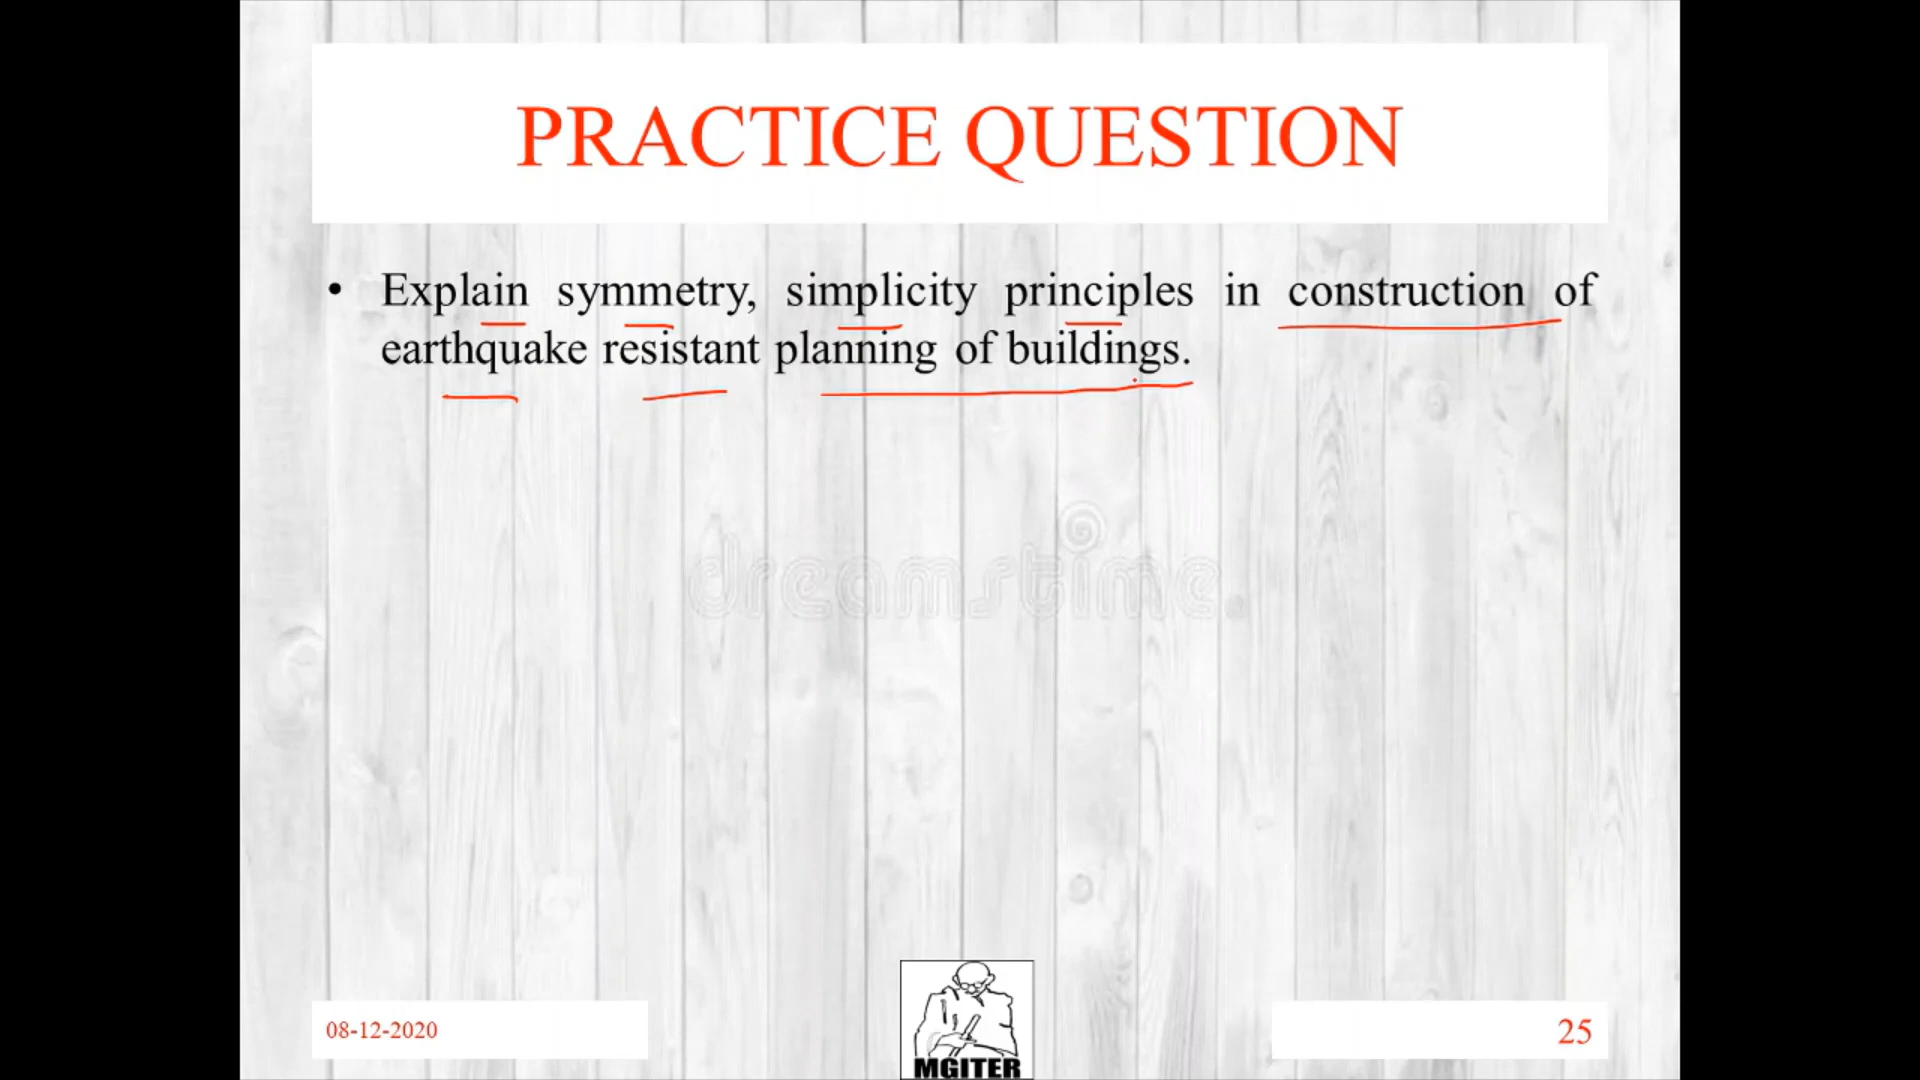 PRACTICE QUESTION
• Explain symmetry, simplicity principles in construction of
earthquake resistant planning of buildings.
dreamstime
08-12-2020
MGITER
25